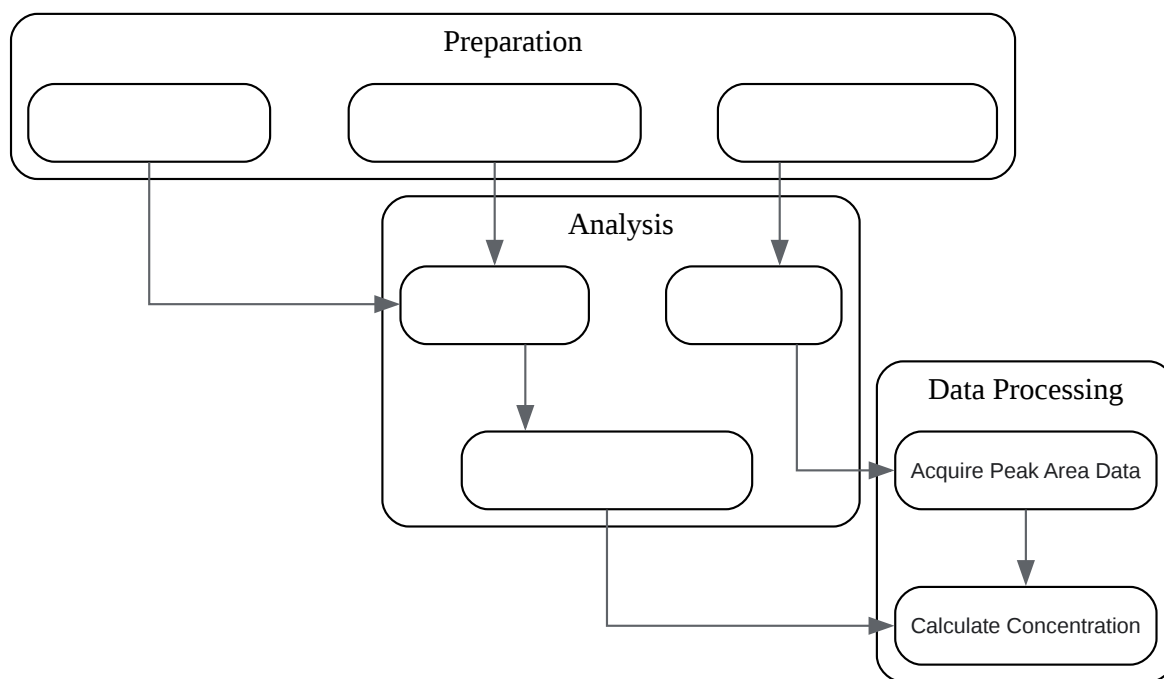 Preparation
Analysis
Data Processing
Acquire Peak Area Data
Calculate Concentration